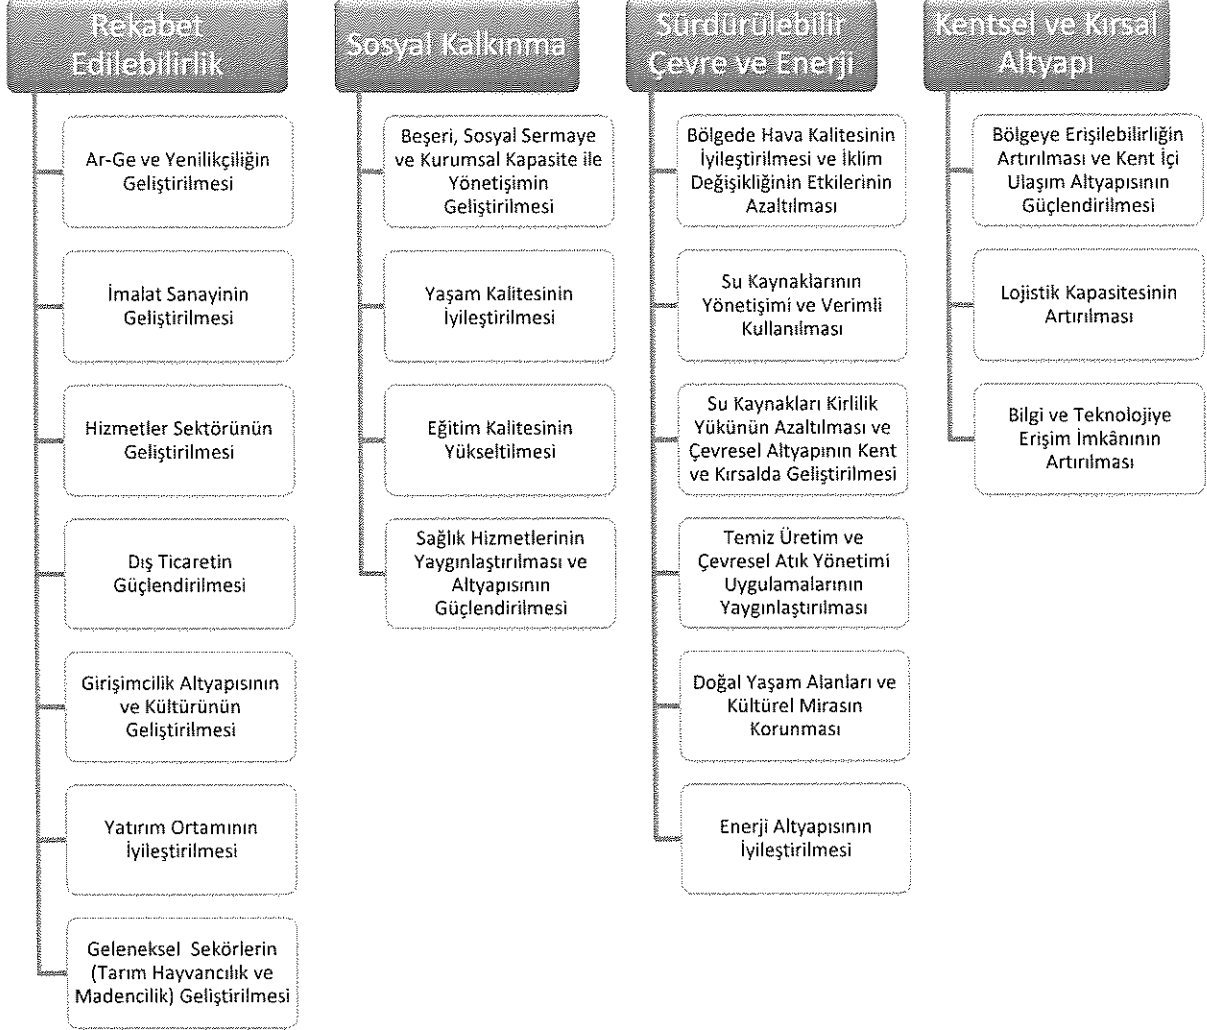 Rekabet
Edilebilirlik
Ar-Ge ve Yenilikçiliğin
Geliştirilmesi
İmalat Sanayinin
Geliştirilmesi
Hizmetler Sektörünün
Geliştirilmesi
Dış Ticaretin
Güçlendirilmesi
Girişimcilik Altyapısının
ve Kültürünün
Geliştirilmesi
Yatırım Ortamının
İyileştirilmesi
Geleneksel Sekörlerin
(Tarım Hayvancılık ve
Madencilik) Geliştirilmesi
Sosyal Kalkınma
Beşeri, Sosyal Sermaye
ve Kurumsal Kapasite ile
Yönetişimin
Geliştirilmesi
Yaşam Kalitesinin
İyileştirilmesi
Eğitim Kalitesinin
Yükseltilmesi
Sağlık Hizmetlerinin
Yaygınlaştırılması ve
Altyapısının
Güçlendirilmesi
Sürdürülebilir
Çevre ve Enerji
Bölgede Hava Kalitesinin
İyileştirilmesi ve İklim
Değişikliğinin Etkilerinin
Azaltılması
Su Kaynaklarının
Yönetişimi ve Verimli
Kullanılması
Su Kaynakları Kirlilik
Yükünün Azaltılması ve
Çevresel Altyapının Kent
ve Kırsalda Geliştirilmesi
Temiz Üretim ve
Çevresel Atık Yönetimi
Uygulamalarının
Yaygınlaştırılması
Doğal Yaşam Alanları ve
Kültürel Mirasın
Korunması
Enerji Altyapısının
İyileştirilmesi
Kentsel ve Kırsal
Altyapı
Bölgeye Erişilebilirliğin
Artırılması ve Kent İçi
Ulaşım Altyapısının
Güçlendirilmesi
Lojistik Kapasitesinin
Artırılması
Bilgi ve Teknolojiye
Erişim İmkânının
Artırılması